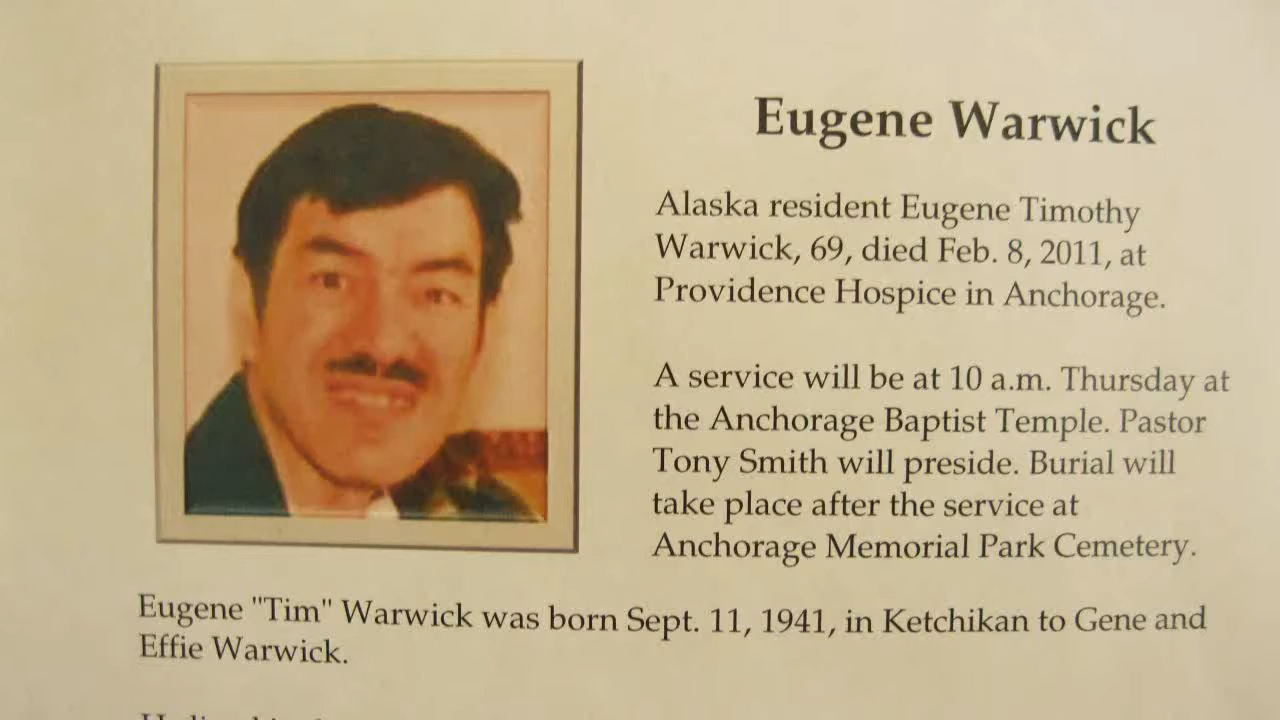 Eugene Warwick
Alaska resident Eugene Timothy
Warwick, 69, died Feb. 8, 2011, at
Providence Hospice in Anchorage.
A service will be at 10 a.m. Thursday at
the Anchorage Baptist Temple. Pastor
Tony Smith will preside. Burial will
take place after the service at
Anchorage Memorial Park Cemetery.
Eugene "Tim" Warwick was born Sept. 11, 1941, in Ketchikan to Gene and
Effie Warwick.